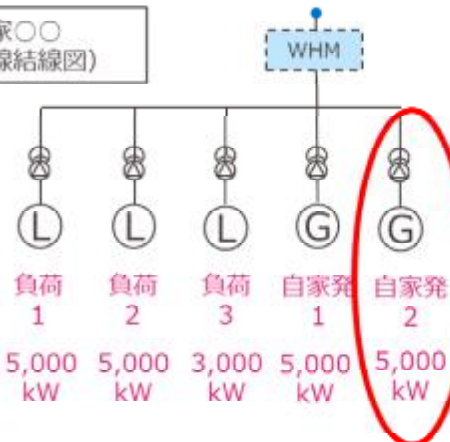 家○○
線結線図)
WHM
L L L G G
負荷 負荷 負荷 自家発 自家発
1 2 3 1 2
5,000 5,000 3,000 5,000 5,000
kW kW kW kW kW